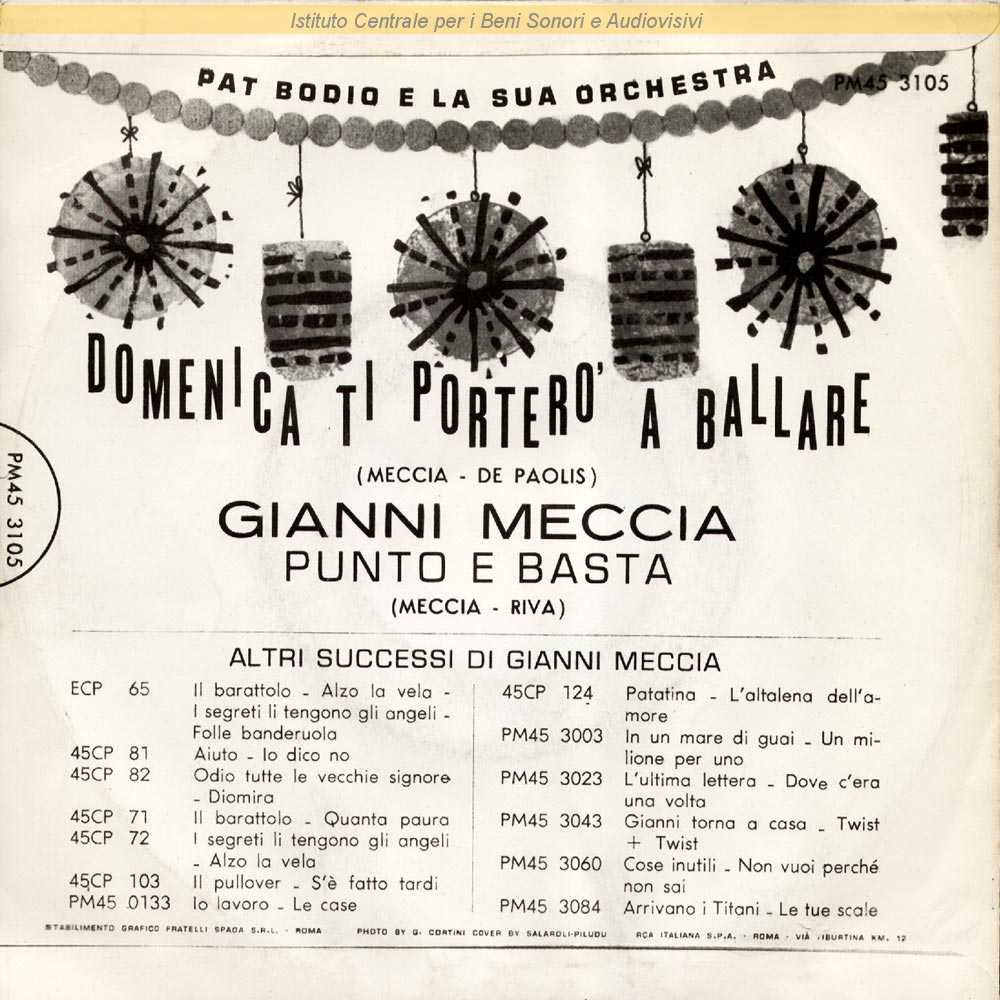 Istituto Centrale per i Beni Sonori e Audiovisivi
PAT BODIO E LA SUA ORCHESTRA
PM45 3105
DOMENICA TI PORTERO' A BALLARE
(MECCIA - DE PAOLIS)
GIANNI MECCIA
PUNTO E BASTA
(MECCIA - RIVA)
PM45 3105
ALTRI SUCCESSI DI GIANNI MECCIA
ECP 65 Il barattolo - Alzo la vela -
I segreti li tengono gli angeli -
Folle banderuola
45CP 81 Aiuto - Io dico no
45CP 82 Odio tutte le vecchie signore
- Diomira
45CP 71 Il barattolo - Quanta paura
45CP 72 I segreti li tengono gli angeli
- Alzo la vela
45CP 103 Il pullover - S'è fatto tardi
PM45 0133 Io lavoro - Le case
45CP 124 Patatina - L'altalena dell'a-
more
PM45 3003 In un mare di guai - Un mi-
lione per uno
PM45 3023 L'ultima lettera - Dove c'era
una volta
PM45 3043 Gianni torna a casa - Twist
+ Twist
PM45 3060 Cose inutili - Non vuoi perché
non sai
PM45 3084 Arrivano i Titani - Le tue scale
STABILIMENTO GRAFICO FRATELLI SPADA S.R.L. - ROMA PHOTO BY G. CORTINI COVER BY SALAROLI-PILUDU RCA ITALIANA S.P.A. - ROMA - VIA TIBURTINA KM. 12